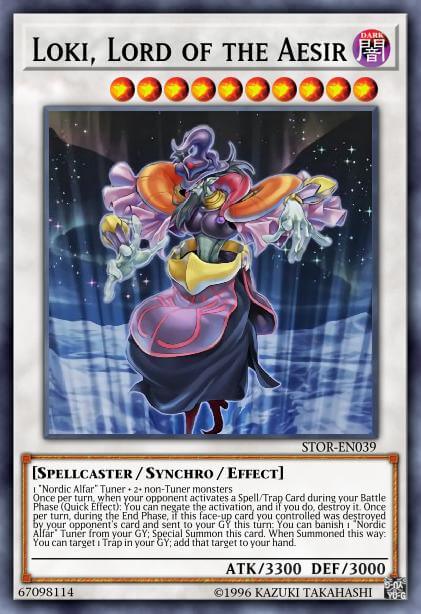 LOKI, LORD OF THE AESIR
DARK
闇
STOR-EN039
[SPELLCASTER / SYNCHRO / EFFECT]
1 "Nordic Alfar" Tuner + 2+ non-Tuner monsters
Once per turn, when your opponent activates a Spell/Trap Card during your Battle
Phase (Quick Effect): You can negate the activation, and if you do, destroy it. Once
per turn, during the End Phase, if this face-up card you controlled was destroyed
by your opponent's card and sent to your GY this turn: You can banish 1 "Nordic
Alfar" Tuner from your GY; Special Summon this card. When Summoned this way:
You can target 1 Trap in your GY; add that target to your hand.
ATK/3300 DEF/3000
67098114
©1996 KAZUKI TAKAHASHI